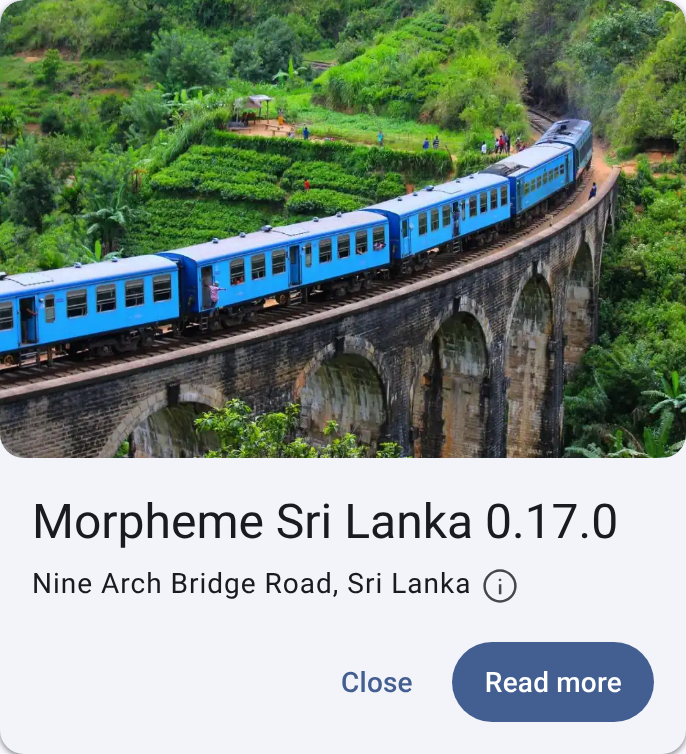 Morpheme Sri Lanka 0.17.0
Nine Arch Bridge Road, Sri Lanka
Close
Read more